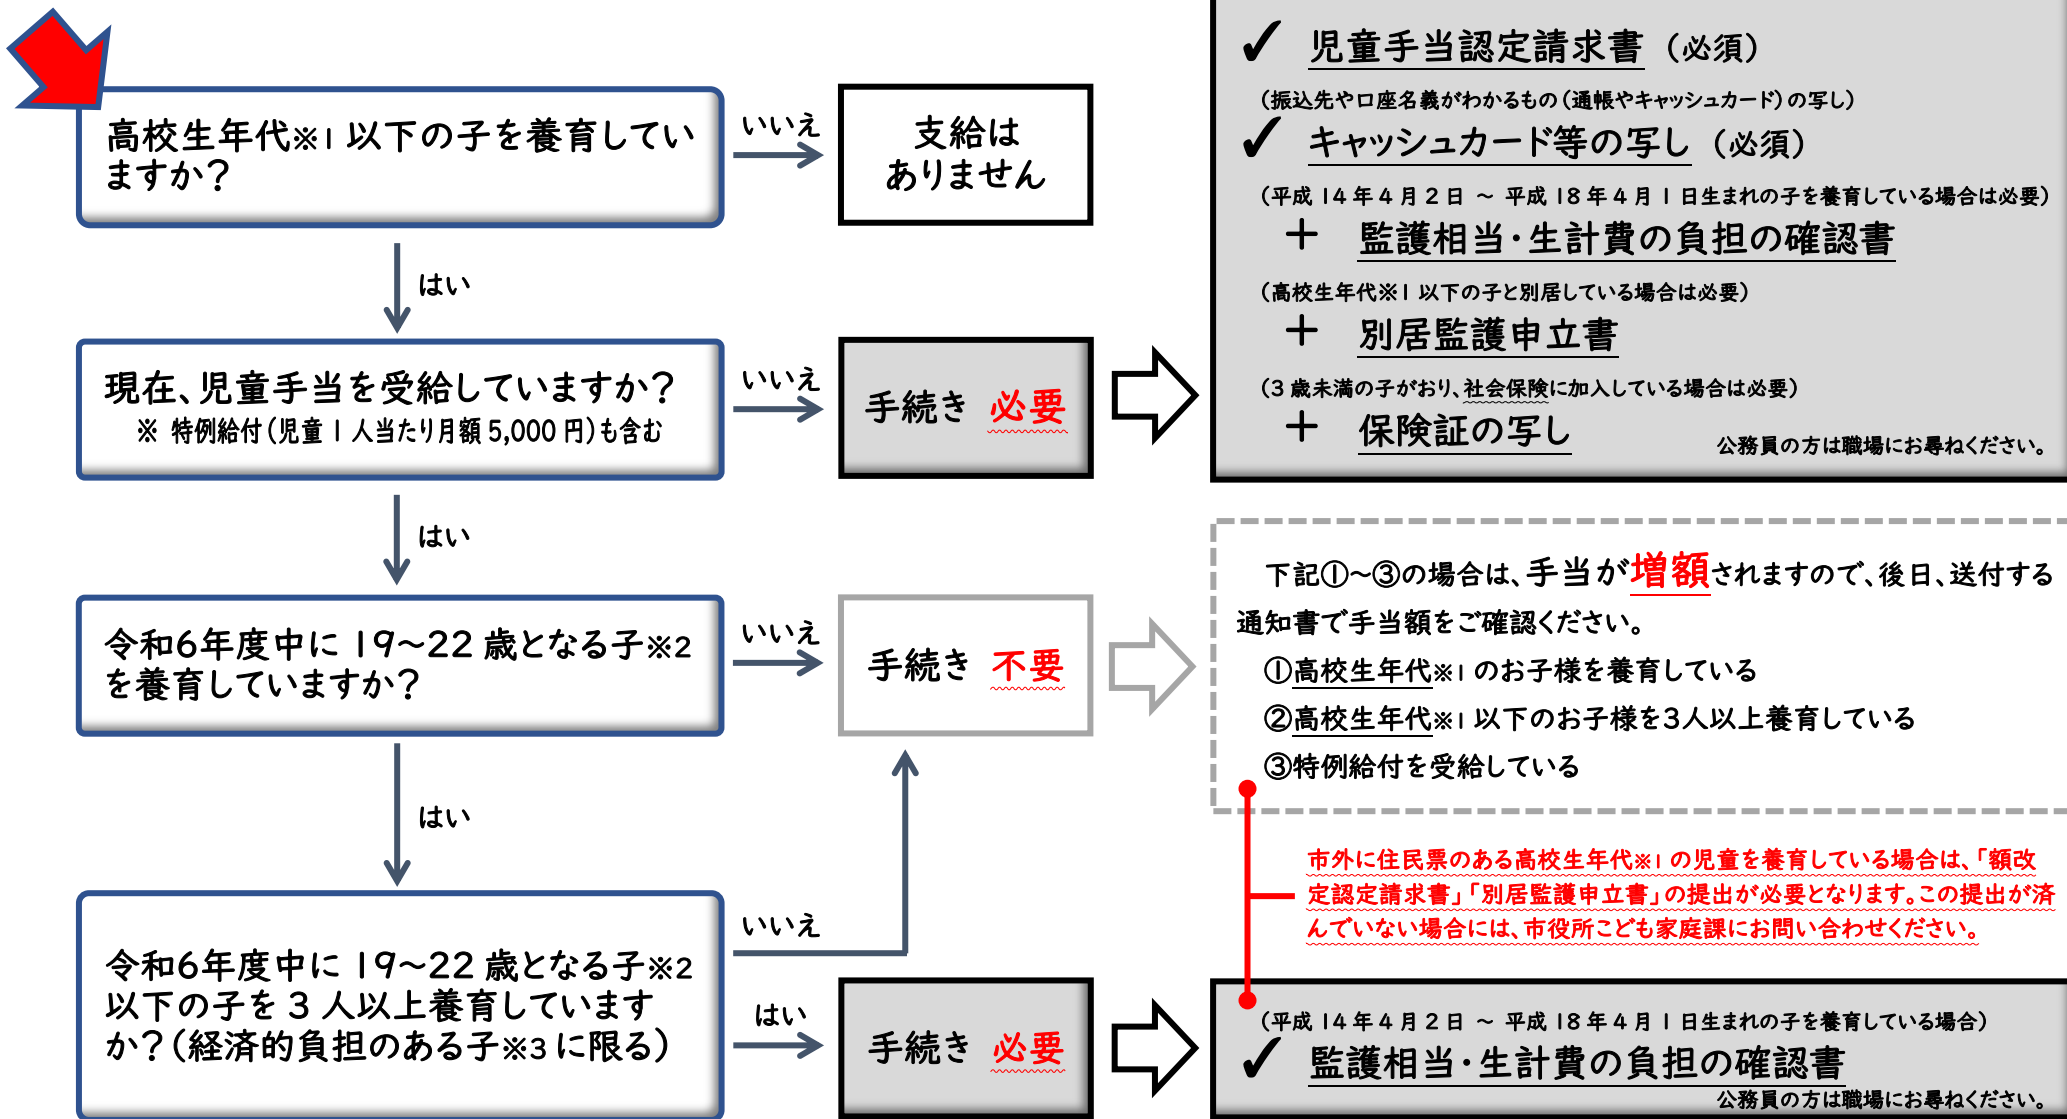 高校生年代※1 以下の子を養育してい
ますか?
いいえ
支給は
ありません
はい
現在、児童手当を受給していますか?
※ 特例給付(児童1人当たり月額5,000円)も含む
いいえ
手続き 必要
✓ 児童手当認定請求書 (必須)
(振込先や口座名義がわかるもの(通帳やキャッシュカード)の写し)
✓ キャッシュカード等の写し (必須)
(平成14年4月2日 ~ 平成18年4月1日生まれの子を養育している場合は必要)
+ 監護相当・生計費の負担の確認書
(高校生年代※1 以下の子と別居している場合は必要)
+ 別居監護申立書
(3歳未満の子がおり、社会保険に加入している場合は必要)
+ 保険証の写し
公務員の方は職場にお尋ねください。
はい
令和6年度中に19~22歳となる子※2
を養育していますか?
いいえ
手続き 不要
下記①~③の場合は、手当が増額されますので、後日、送付する
通知書で手当額をご確認ください。
①高校生年代※1 のお子様を養育している
②高校生年代※1 以下のお子様を3人以上養育している
③特例給付を受給している
市外に住民票のある高校生年代※1 の児童を養育している場合は、「額改
定認定請求書」「別居監護申立書」の提出が必要となります。この提出が済
んでいない場合には、市役所こども家庭課にお問い合わせください。
はい
令和6年度中に19~22歳となる子※2
以下の子を3人以上養育しています
か?(経済的負担のある子※3 に限る)
いいえ
はい
手続き 必要
(平成14年4月2日 ~ 平成18年4月1日生まれの子を養育している場合)
✓ 監護相当・生計費の負担の確認書
公務員の方は職場にお尋ねください。